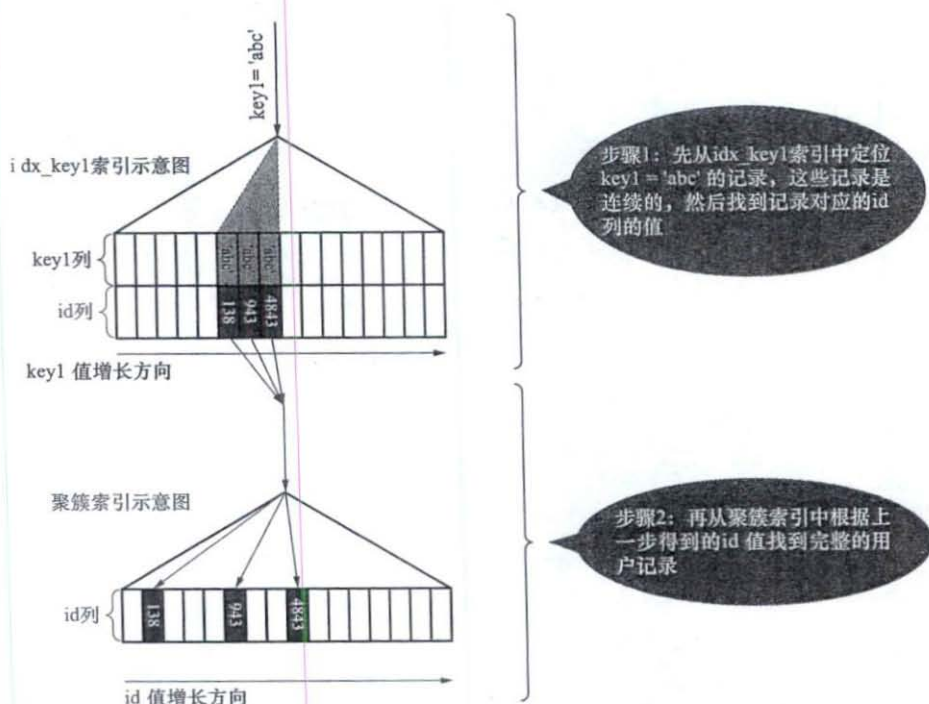 key1= 'abc'
i dx_key1索引示意图
步骤1：先从idx_key1索引中定位
key1 = 'abc' 的记录，这些记录是
连续的，然后找到记录对应的id
列的值
key1列
'abc'
'abc'
'abc'
id列
138
943
4843
key1 值增长方向
聚簇索引示意图
步骤2：再从聚簇索引中根据上
一步得到的id 值找到完整的用
户记录
id列
138
943
4843
id 值增长方向